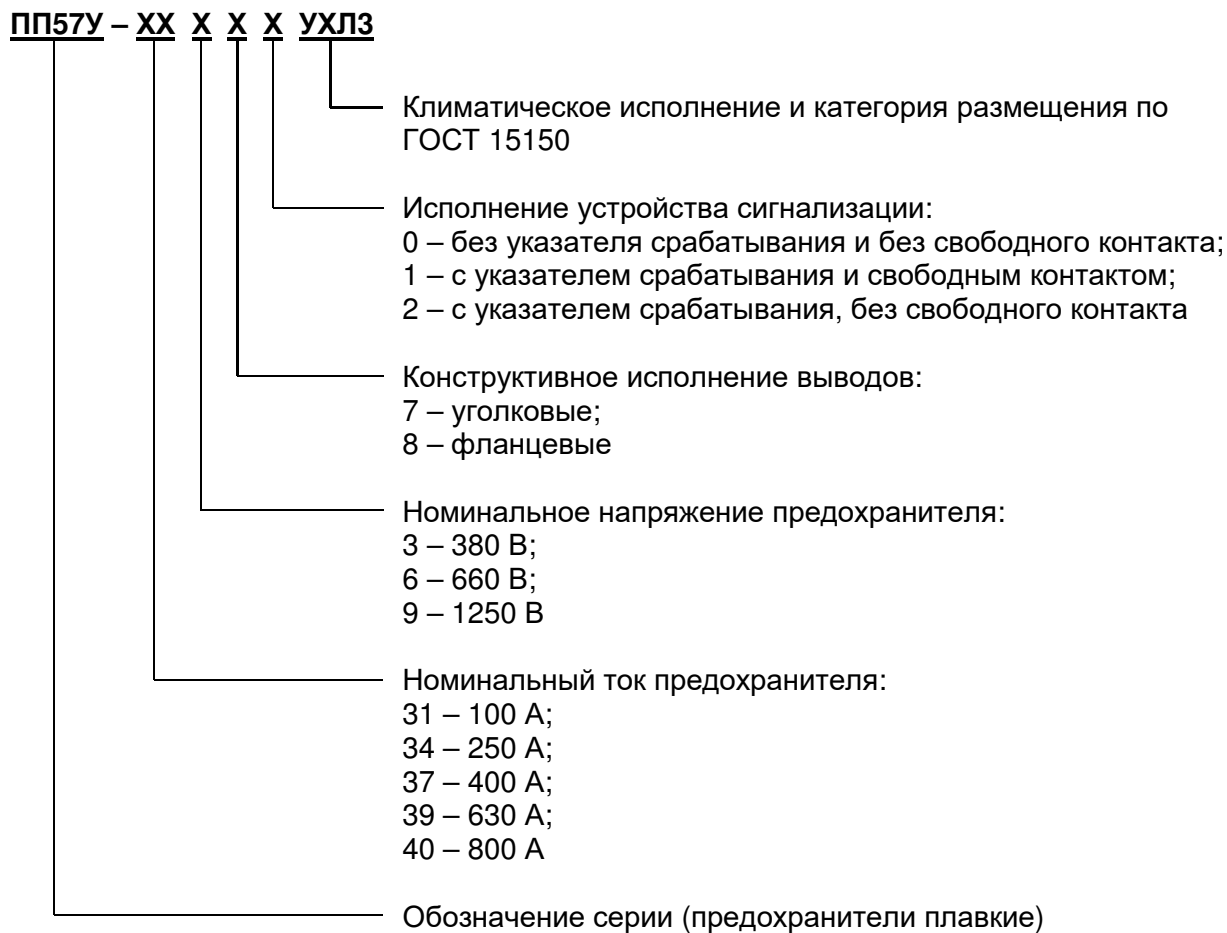 ПП57У – ХХ Х Х Х УХЛ3
Климатическое исполнение и категория размещения по
ГОСТ 15150
Исполнение устройства сигнализации:
0 – без указателя срабатывания и без свободного контакта;
1 – с указателем срабатывания и свободным контактом;
2 – с указателем срабатывания, без свободного контакта
Конструктивное исполнение выводов:
7 – уголковые;
8 – фланцевые
Номинальное напряжение предохранителя:
3 – 380 В;
6 – 660 В;
9 – 1250 В
Номинальный ток предохранителя:
31 – 100 А;
34 – 250 А;
37 – 400 А;
39 – 630 А;
40 – 800 А
Обозначение серии (предохранители плавкие)